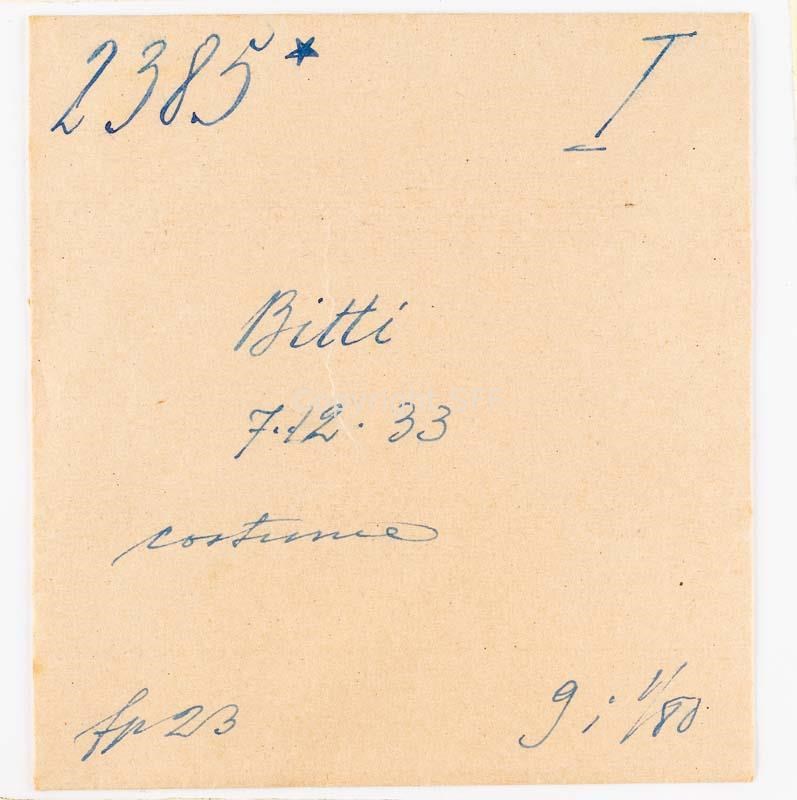 2385* I
Bitti
7.12.33
costume
fp 23 9 i 1/80